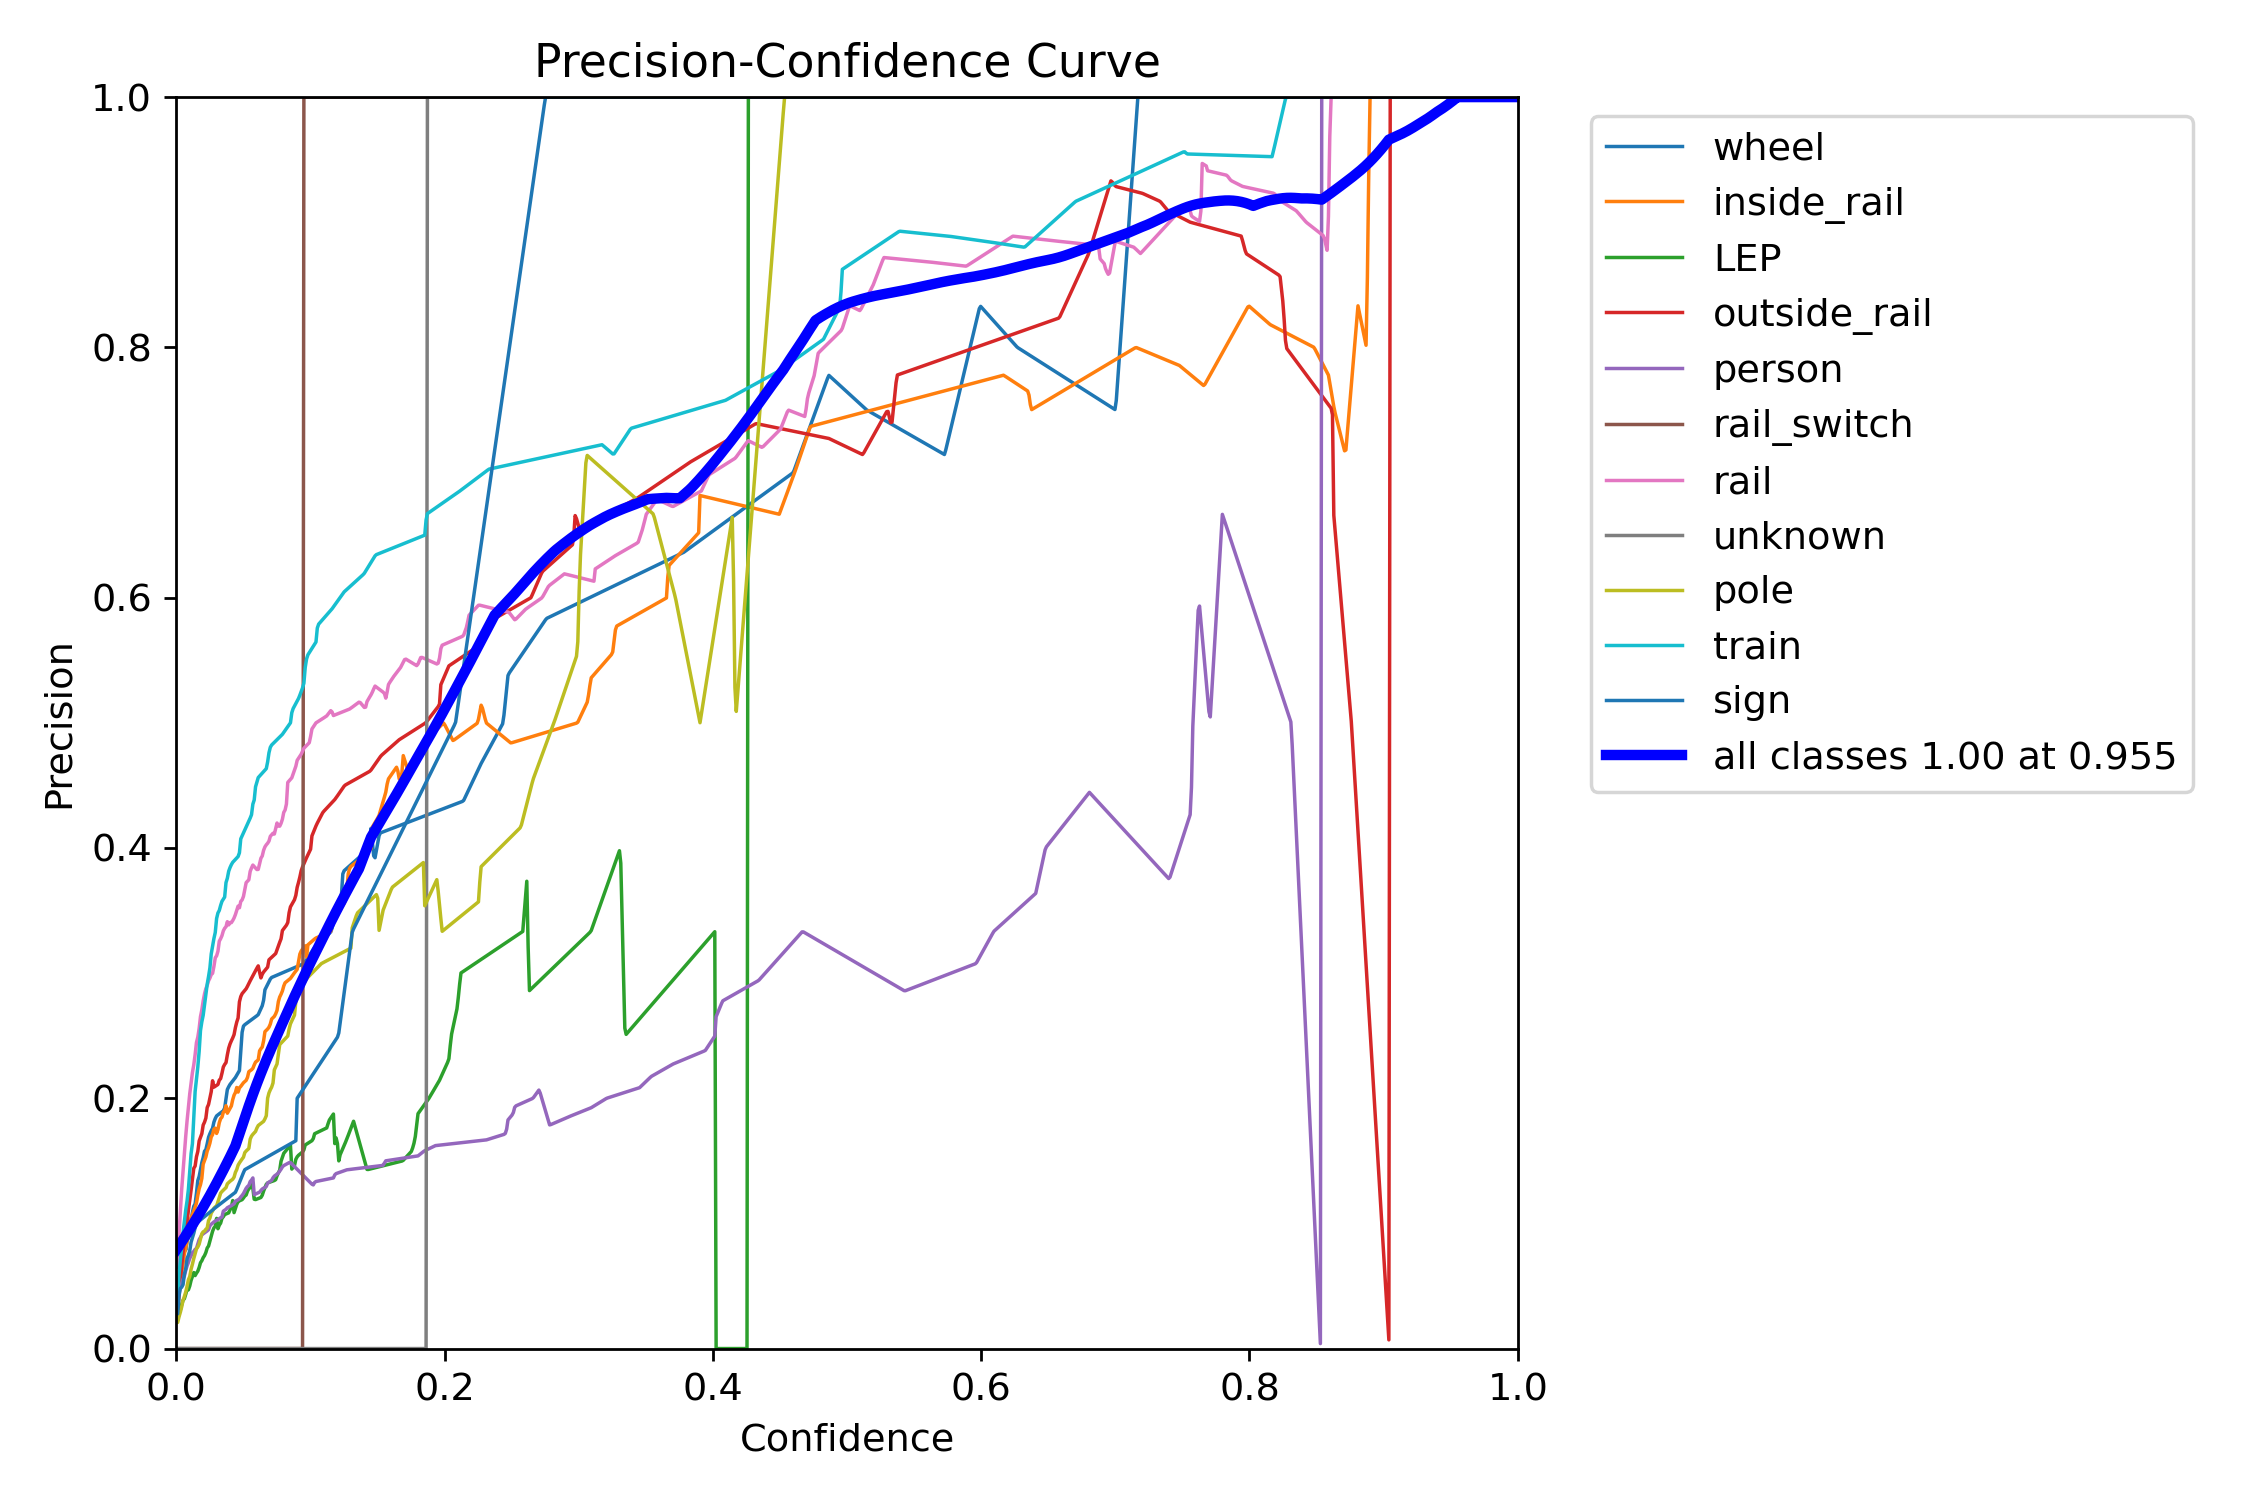 Precision-Confidence Curve
1.0
0.8
0.6
0.4
0.2
0.0
Precision
0.0 0.2 0.4 0.6 0.8 1.0
Confidence
wheel
inside_rail
LEP
outside_rail
person
rail_switch
rail
unknown
pole
train
sign
all classes 1.00 at 0.955